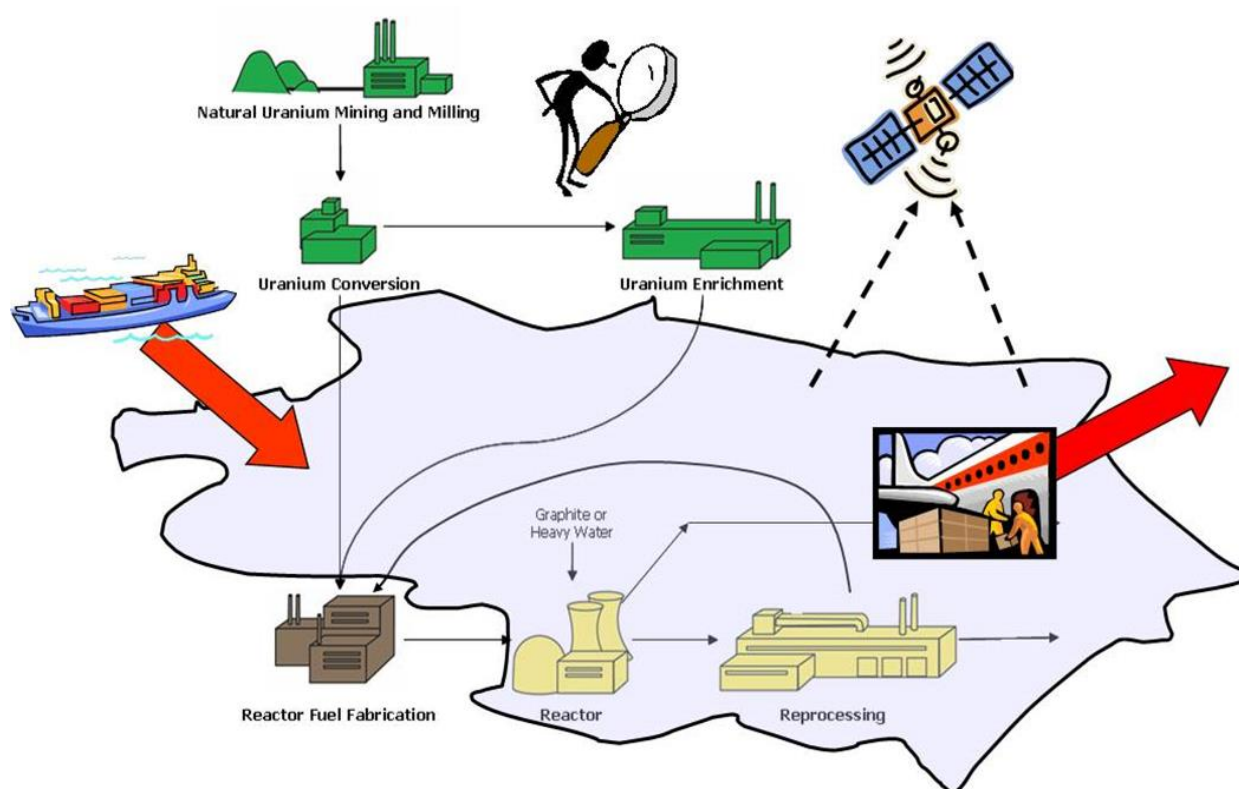 Natural Uranium Mining and Milling
Uranium Conversion
Uranium Enrichment
Graphite or
Heavy Water
Reactor Fuel Fabrication
Reactor
Reprocessing